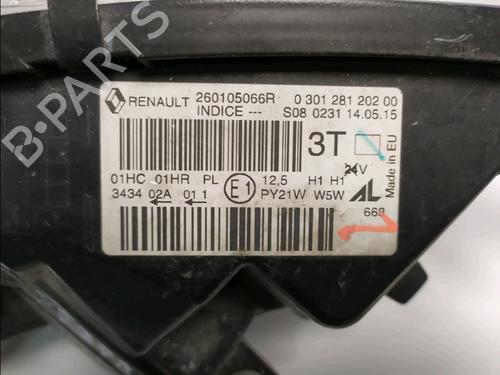 B-PARTS
RENAULT 260105066R 0 301 281 202 00
INDICE --- S08 0231 14.05.15
3T
Made in EU
24V
01HC 01HR PL E1 12,5 H1 H1
3434 02A 01 1 PY21W W5W AL
668